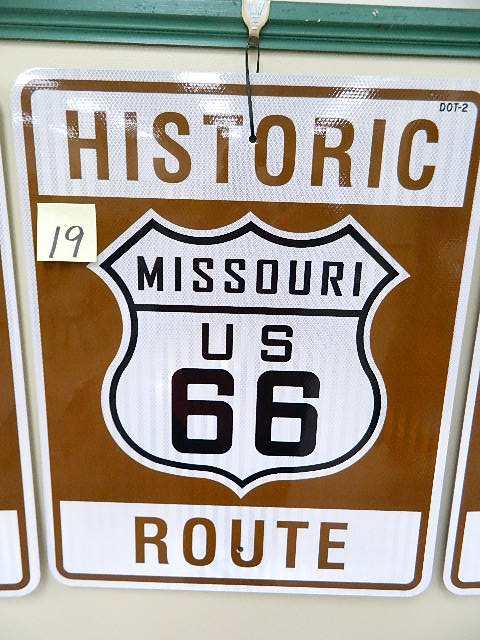 DOT-2
HISTORIC
19
MISSOURI
US
66
ROUTE